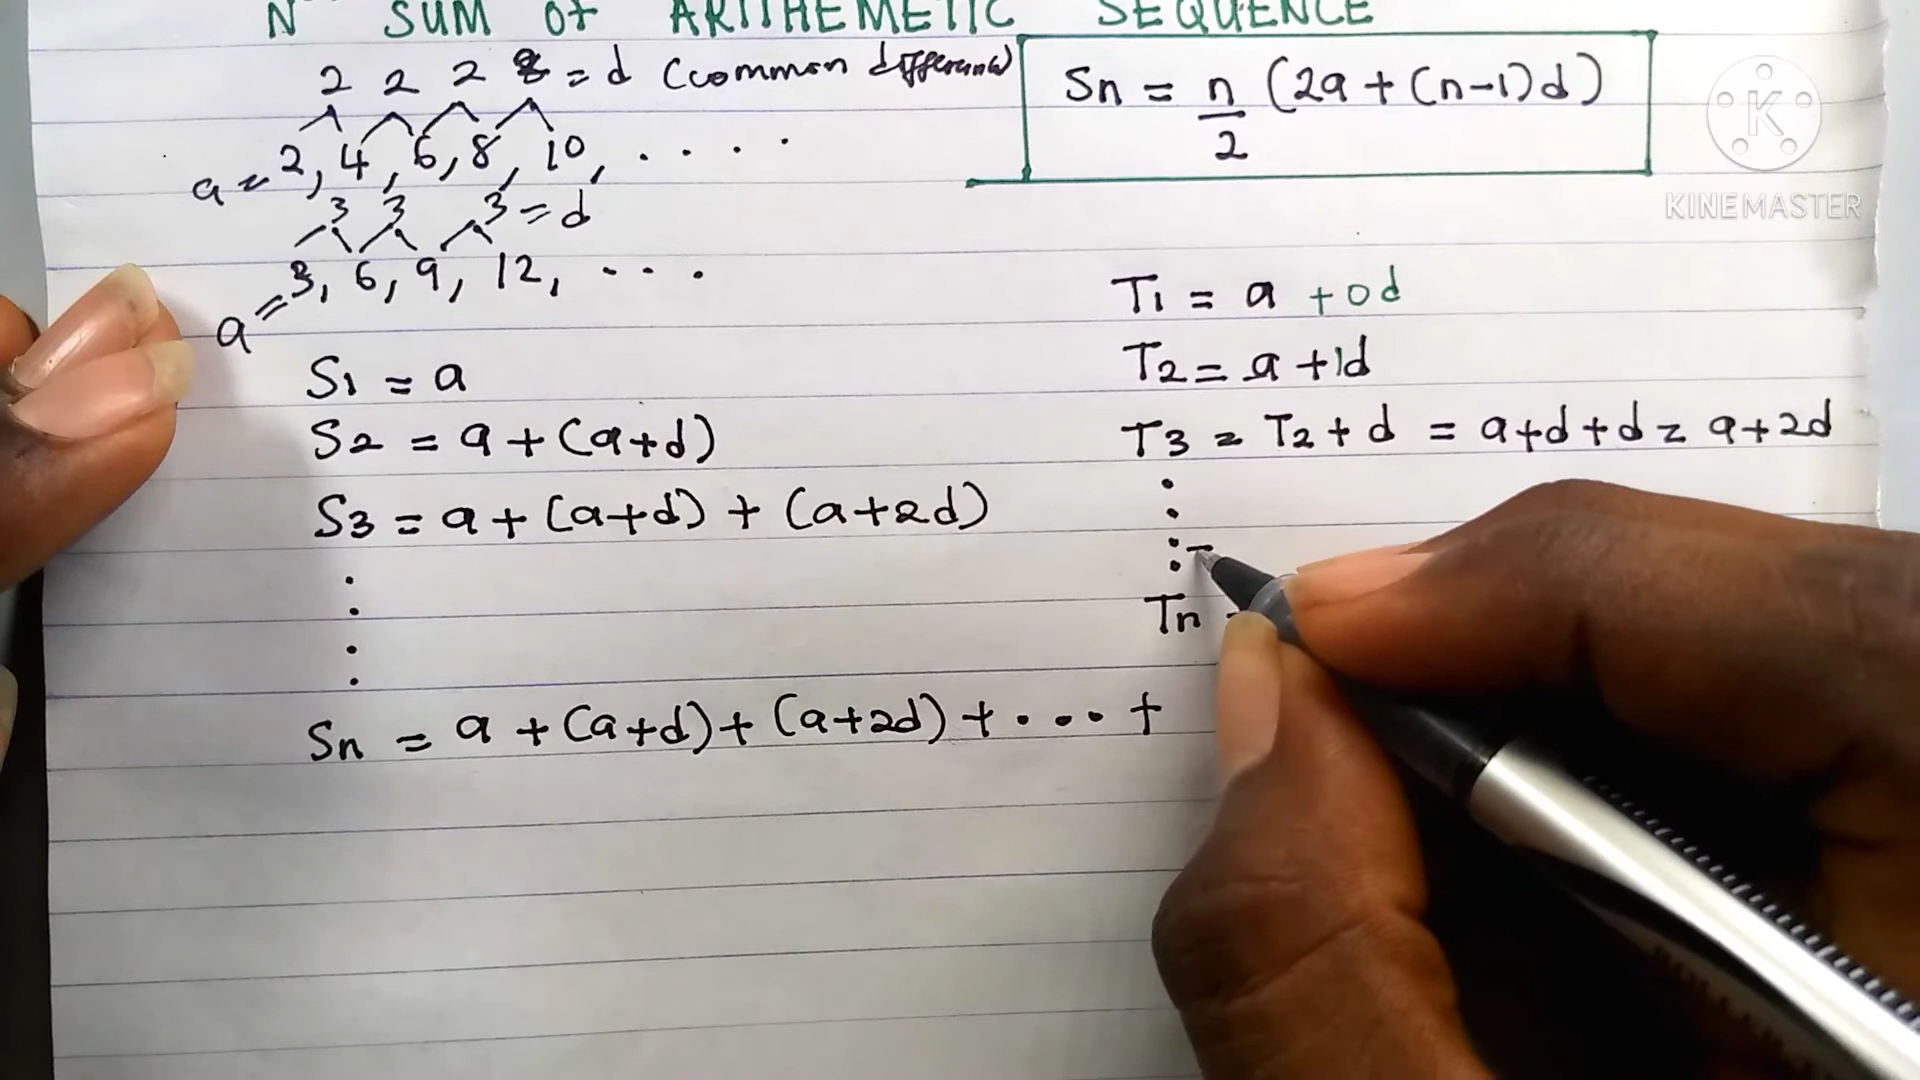 Nth SUM OF ARITHEMETIC SEQUENCE
2 2 2 2 = d (common difference)
a = 2, 4, 6, 8, 10, . . . .
3 3 3 = d
a = 3, 6, 9, 12, . . .
Sn = n/2 (2a + (n-1)d)
KINEMASTER
S1 = a
S2 = a + (a+d)
S3 = a + (a+d) + (a+2d)
:
:
Sn = a + (a+d) + (a+2d) + ... +
T1 = a + 0d
T2 = a + 1d
T3 = T2 + d = a+d+d = a+2d
:
:
Tn